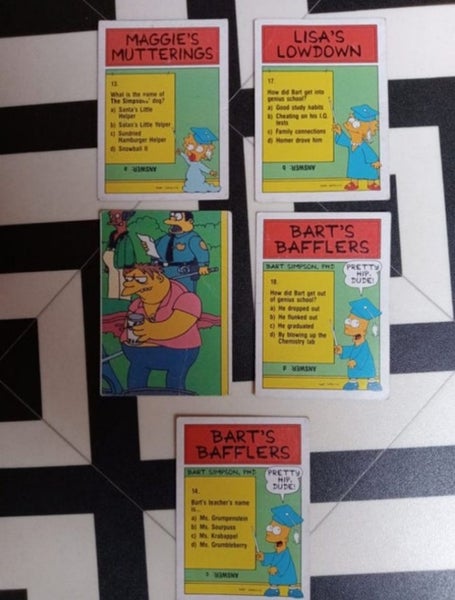 MAGGIE'S
MUTTERINGS
13.
What is the name of
The Simpsons' dog?
a) Santa's Little
Helper
b) Satan's Little Yelper
c) Sundried
Hamburger Helper
d) Snowball II
ANSWER
LISA'S
LOWDOWN
17.
How did Bart get into
genius school?
a) Good study habits
b) Cheating on his I.Q.
tests
c) Family connections
d) Homer drove him
ANSWER
BART'S
BAFFLERS
BART SIMPSON, PHD
PRETTY
HIP,
DUDE!
18.
How did Bart get out
of genius school?
a) He dropped out
b) He flunked out
c) He graduated
d) By blowing up the
Chemistry lab
ANSWER d
BART'S
BAFFLERS
BART SIMPSON, PHD
PRETTY
HIP,
DUDE!
14.
Bart's teacher's name
is...
a) Ms. Grumpenstein
b) Ms. Sourpuss
c) Ms. Krabappel
d) Ms. Grumbleberry
ANSWER c